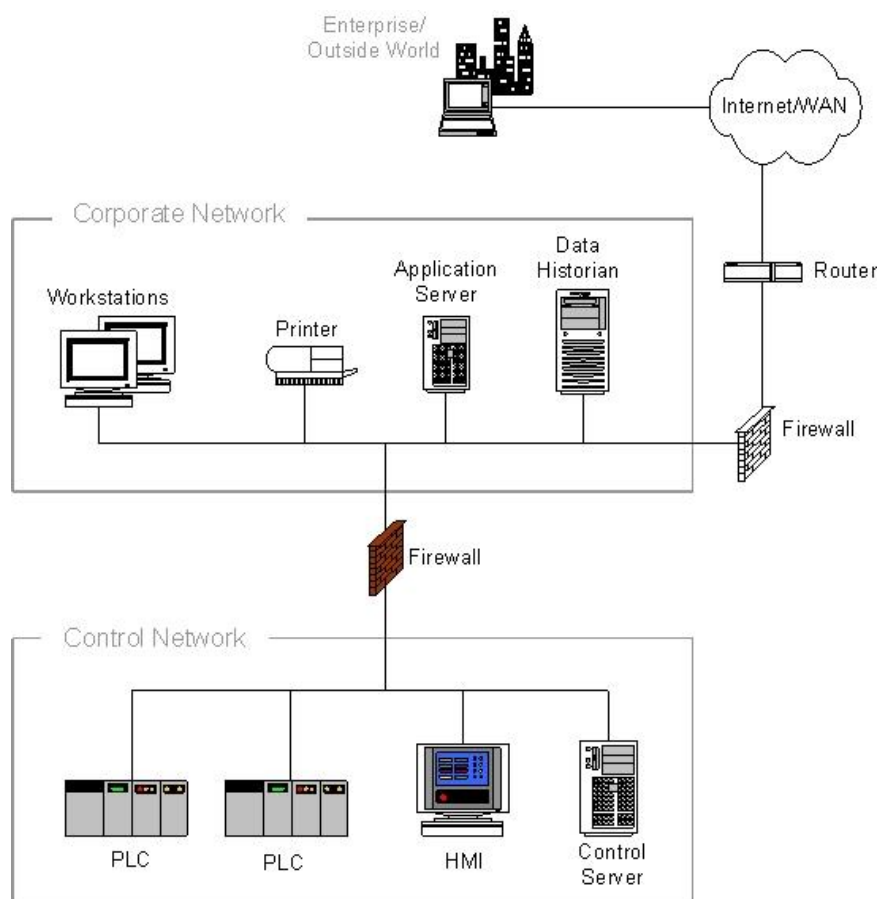 Enterprise/
Outside World
Internet/WAN
Corporate Network
Router
Workstations
Printer
Application
Server
Data
Historian
Firewall
Firewall
Control Network
PLC
PLC
HMI
Control
Server